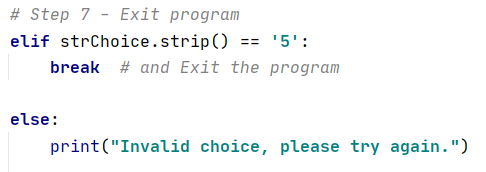 # Step 7 - Exit program
elif strChoice.strip() == '5':
    break  # and Exit the program

else:
    print("Invalid choice, please try again.")